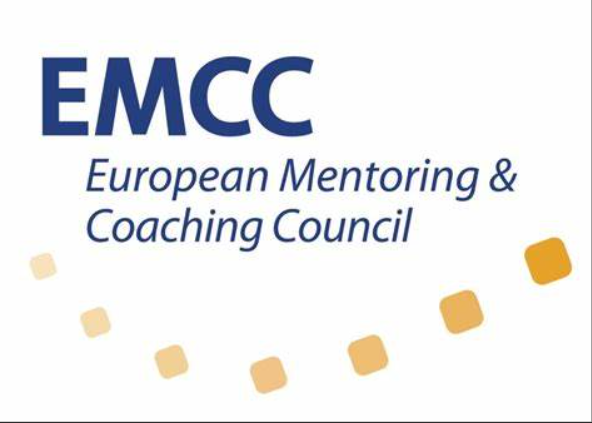 EMCC
European Mentoring &
Coaching Council